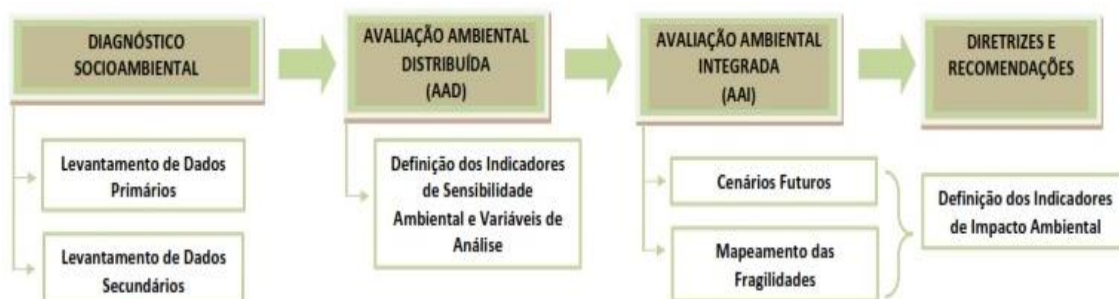 DIAGNÓSTICO
SOCIOAMBIENTAL
AVALIAÇÃO AMBIENTAL
DISTRIBUÍDA
(AAD)
AVALIAÇÃO AMBIENTAL
INTEGRADA
(AAI)
DIRETRIZES E
RECOMENDAÇÕES
Levantamento de Dados
Primários
Levantamento de Dados
Secundários
Definição dos Indicadores
de Sensibilidade
Ambiental e Variáveis de
Análise
Cenários Futuros
Mapeamento das
Fragilidades
Definição dos Indicadores
de Impacto Ambiental